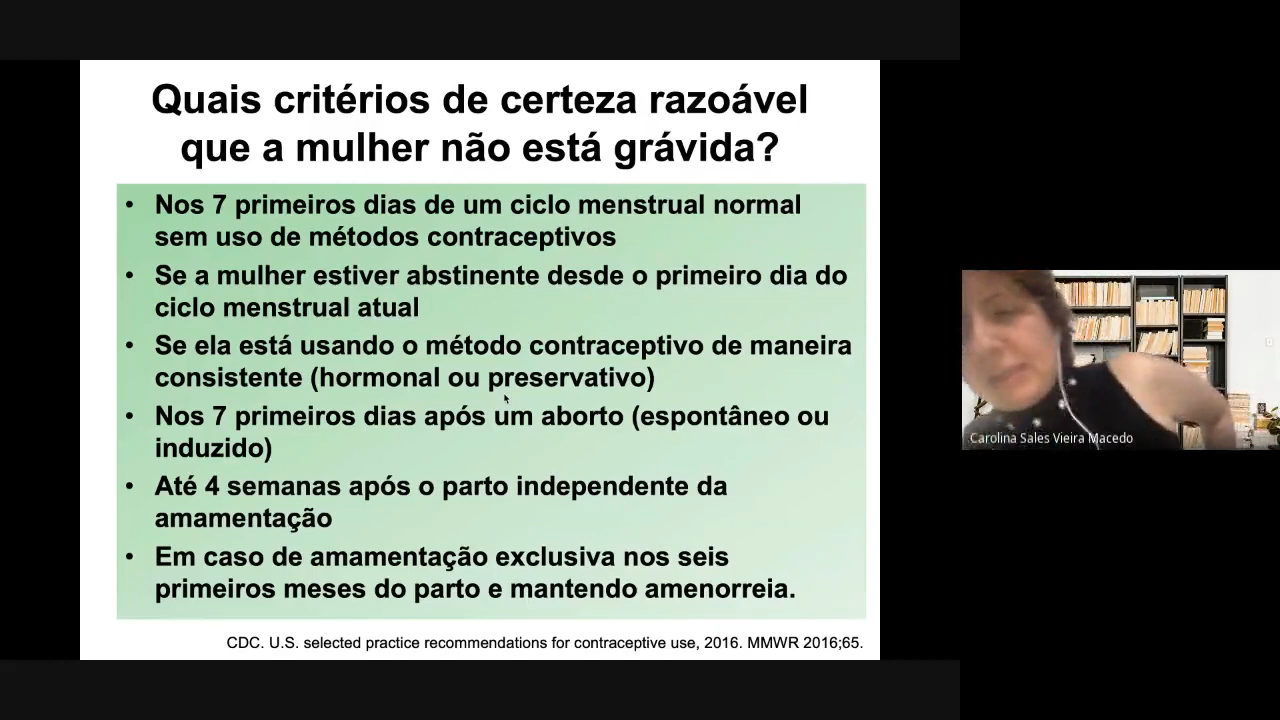 Quais critérios de certeza razoável
que a mulher não está grávida?
• Nos 7 primeiros dias de um ciclo menstrual normal
sem uso de métodos contraceptivos
• Se a mulher estiver abstinente desde o primeiro dia do
ciclo menstrual atual
• Se ela está usando o método contraceptivo de maneira
consistente (hormonal ou preservativo)
• Nos 7 primeiros dias após um aborto (espontâneo ou
induzido)
• Até 4 semanas após o parto independente da
amamentação
• Em caso de amamentação exclusiva nos seis
primeiros meses do parto e mantendo amenorreia.
CDC. U.S. selected practice recommendations for contraceptive use, 2016. MMWR 2016;65.
Carolina Sales Vieira Macedo